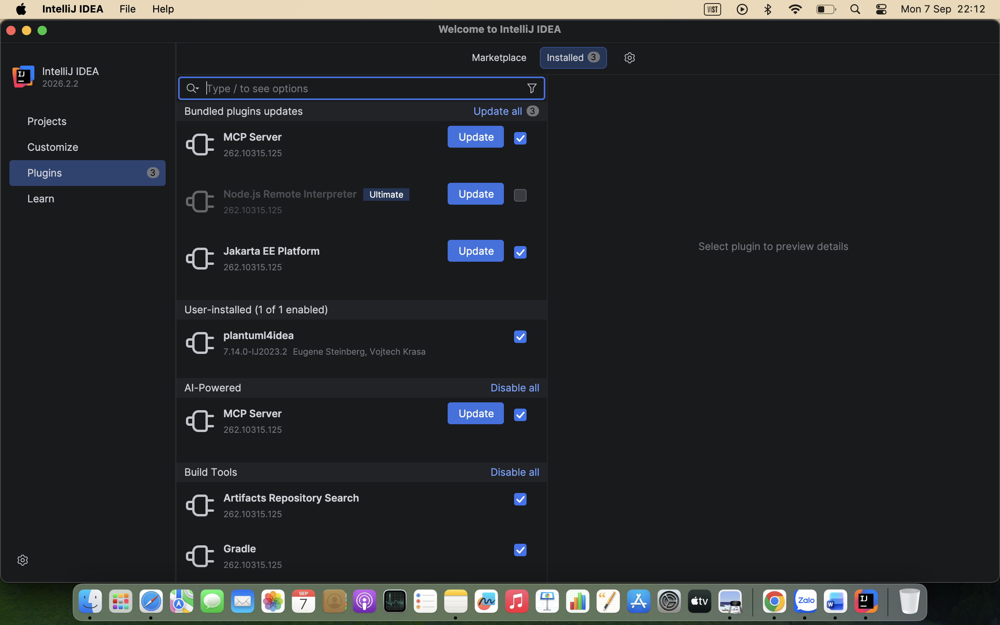 IntelliJ IDEA File Help VIST Mon 7 Sep 22:12
Welcome to IntelliJ IDEA
IJ
IntelliJ IDEA
2026.2.2
Projects
Customize
Plugins 3
Learn
Marketplace Installed 3
Type / to see options
Bundled plugins updates Update all 3
MCP Server Update
262.10315.125
Node.js Remote Interpreter Ultimate Update
262.10315.125
Jakarta EE Platform Update
262.10315.125
User-installed (1 of 1 enabled)
plantuml4idea
7.14.0-IJ2023.2 Eugene Steinberg, Vojtech Krasa
AI-Powered Disable all
MCP Server Update
262.10315.125
Build Tools Disable all
Artifacts Repository Search
262.10315.125
Gradle
262.10315.125
Select plugin to preview details
SEP
7
tv
Zalo
W
IJ